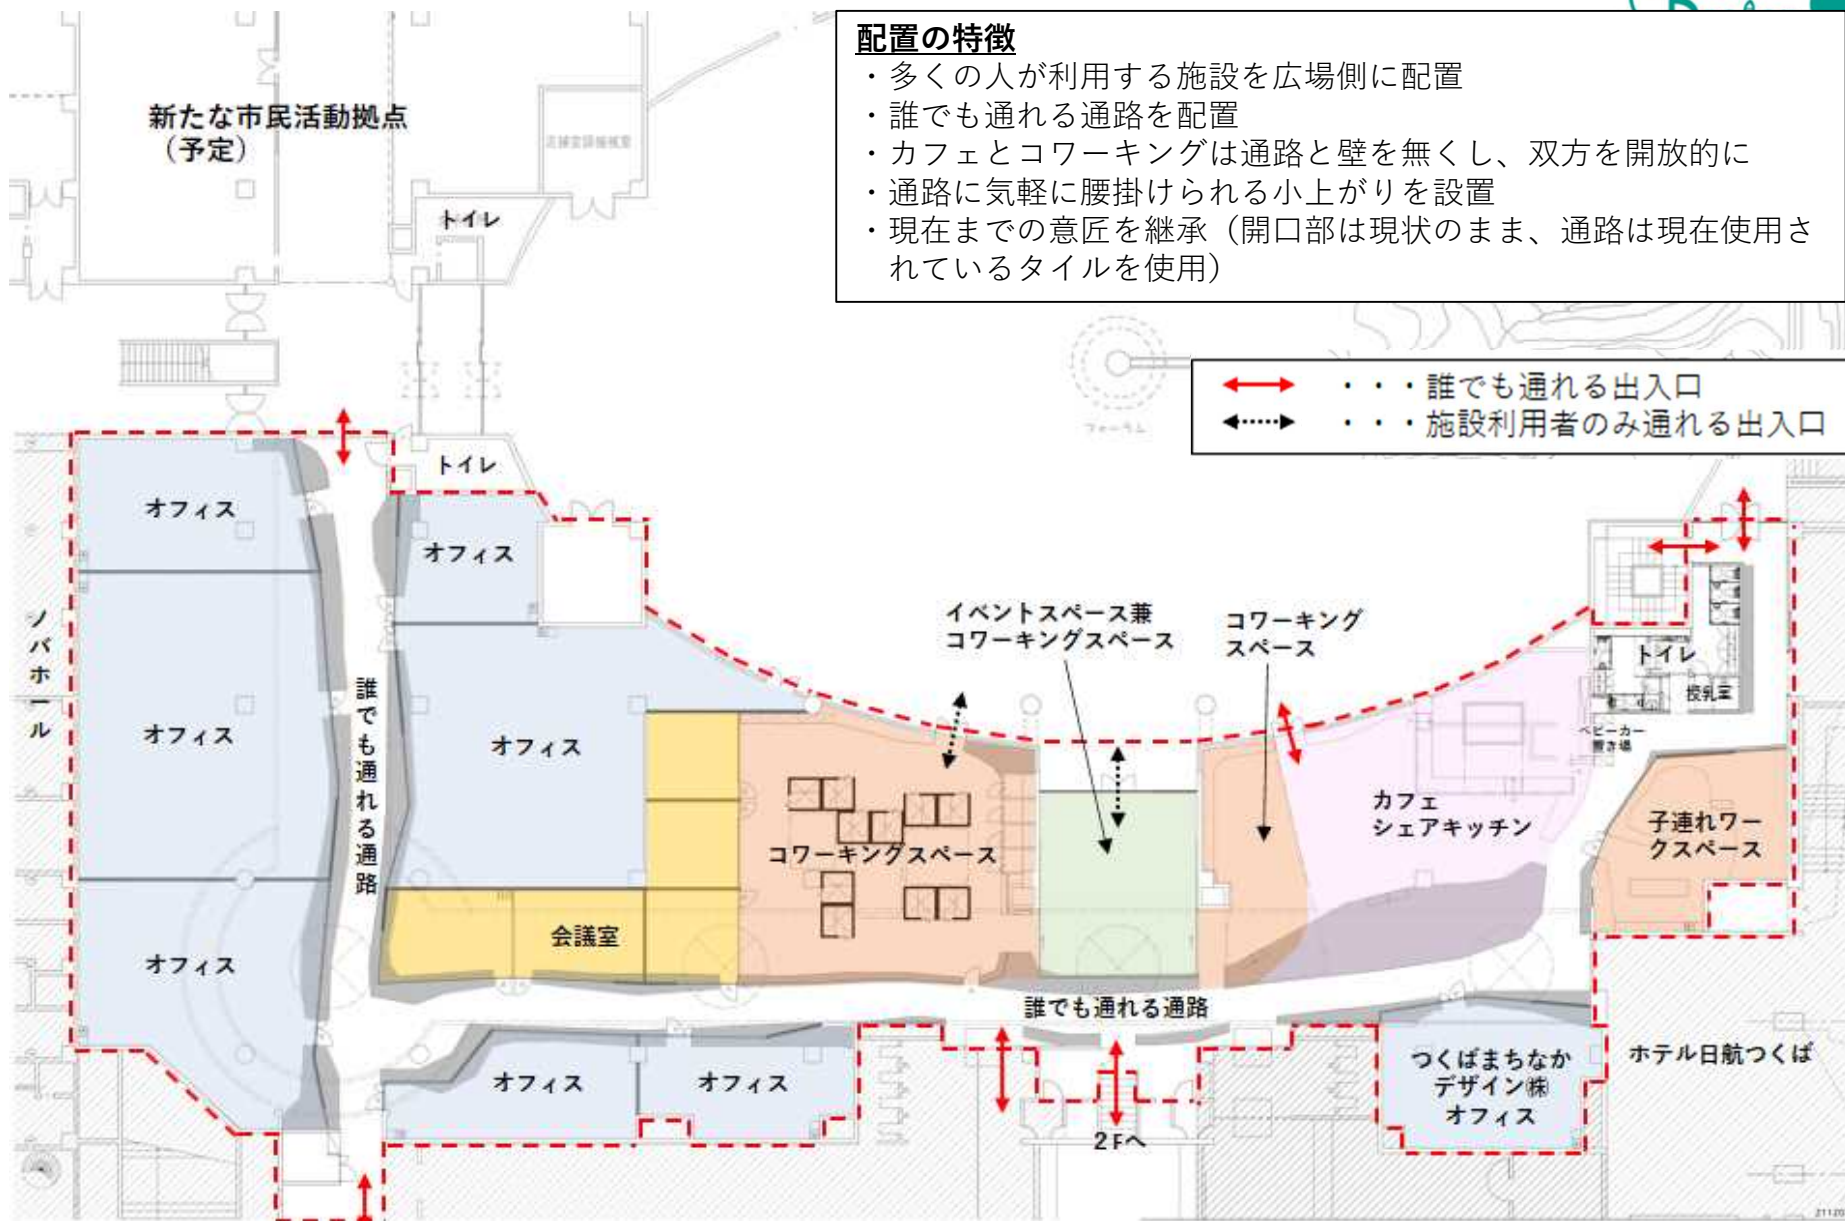 配置の特徴
・多くの人が利用する施設を広場側に配置
・誰でも通れる通路を配置
・カフェとコワーキングは通路と壁を無くし、双方を開放的に
・通路に気軽に腰掛けられる小上がりを設置
・現在までの意匠を継承（開口部は現状のまま、通路は現在使用さ
れているタイルを使用）
新たな市民活動拠点
（予定）
トイレ
フォーラム
・・・誰でも通れる出入口
・・・施設利用者のみ通れる出入口
トイレ
オフィス
オフィス
ノバホール
誰でも通れる通路
オフィス
オフィス
イベントスペース兼
コワーキングスペース
コワーキング
スペース
トイレ
授乳室
ベビーカー
置き場
カフェ
シェアキッチン
子連れワー
クスペース
コワーキングスペース
会議室
オフィス
誰でも通れる通路
オフィス
オフィス
つくばまちなか
デザイン㈱
オフィス
ホテル日航つくば
2Fへ